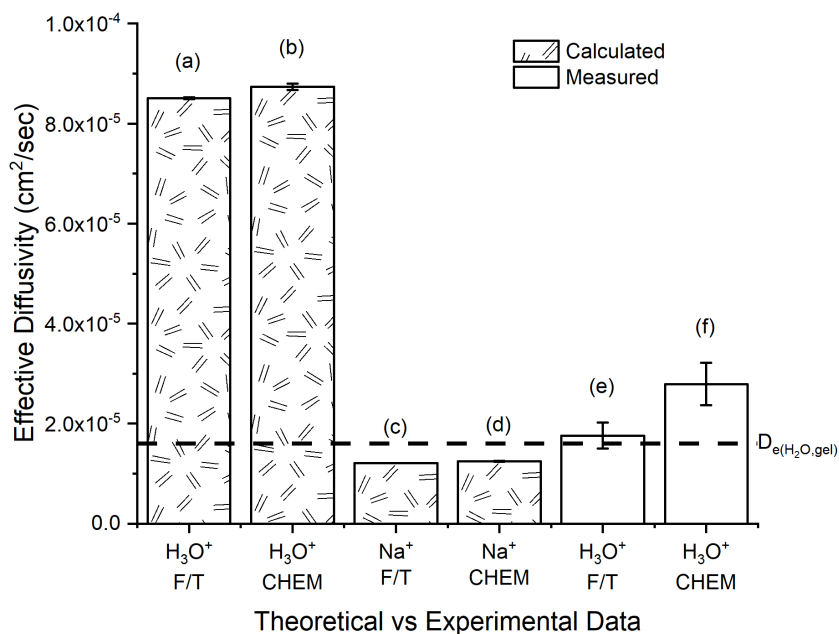 1.0x10⁻⁴
8.0x10⁻⁵
6.0x10⁻⁵
4.0x10⁻⁵
2.0x10⁻⁵
0.0
Effective Diffusivity (cm²/sec)
(a)
(b)
(c)
(d)
(e)
(f)
Calculated
Measured
Dₑ(H₂O,gel)
H₃O⁺
F/T
H₃O⁺
CHEM
Na⁺
F/T
Na⁺
CHEM
H₃O⁺
F/T
H₃O⁺
CHEM
Theoretical vs Experimental Data